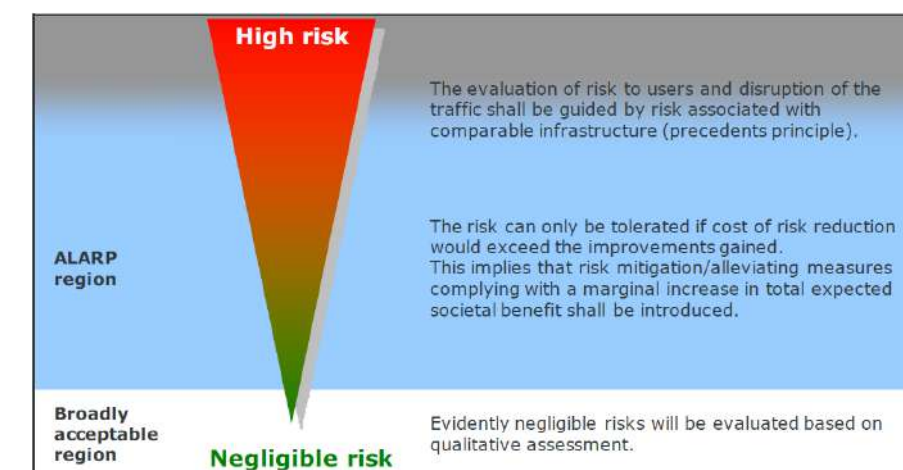 High risk
The evaluation of risk to users and disruption of the
traffic shall be guided by risk associated with
comparable infrastructure (precedents principle).
ALARP
region
The risk can only be tolerated if cost of risk reduction
would exceed the improvements gained.
This implies that risk mitigation/alleviating measures
complying with a marginal increase in total expected
societal benefit shall be introduced.
Broadly
acceptable
region
Evidently negligible risks will be evaluated based on
qualitative assessment.
Negligible risk